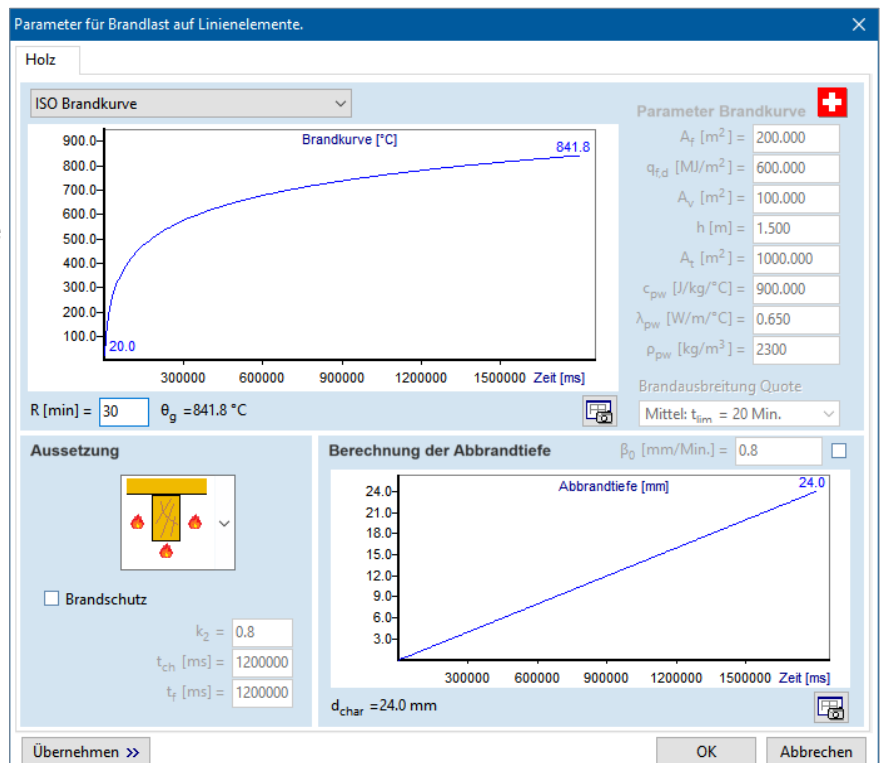 Parameter für Brandlast auf Linienelemente.
Holz
ISO Brandkurve
Brandkurve [°C]
900.0
800.0
700.0
600.0
500.0
400.0
300.0
200.0
100.0
841.8
20.0
300000 600000 900000 1200000 1500000 Zeit [ms]
R [min] = 30 θg =841.8 °C
Parameter Brandkurve
Af [m²] = 200.000
qf,d [MJ/m²] = 600.000
Av [m²] = 100.000
h [m] = 1.500
At [m²] = 1000.000
cpw [J/kg/°C] = 900.000
λpw [W/m/°C] = 0.650
ρpw [kg/m³] = 2300
Brandausbreitung Quote
Mittel: tlim = 20 Min.
Aussetzung
Brandschutz
k2 = 0.8
tch [ms] = 1200000
tf [ms] = 1200000
Berechnung der Abbrandtiefe β0 [mm/Min.] = 0.8
Abbrandtiefe [mm]
24.0
24.0
21.0
18.0
15.0
12.0
9.0
6.0
3.0
300000 600000 900000 1200000 1500000 Zeit [ms]
dchar =24.0 mm
Übernehmen >> OK Abbrechen